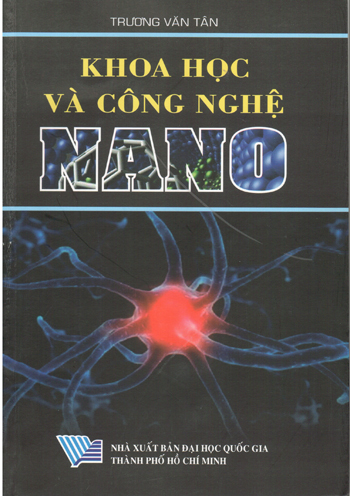 TRƯƠNG VĂN TÂN
KHOA HỌC
VÀ CÔNG NGHỆ
NANO
NHÀ XUẤT BẢN ĐẠI HỌC QUỐC GIA
THÀNH PHỐ HỒ CHÍ MINH